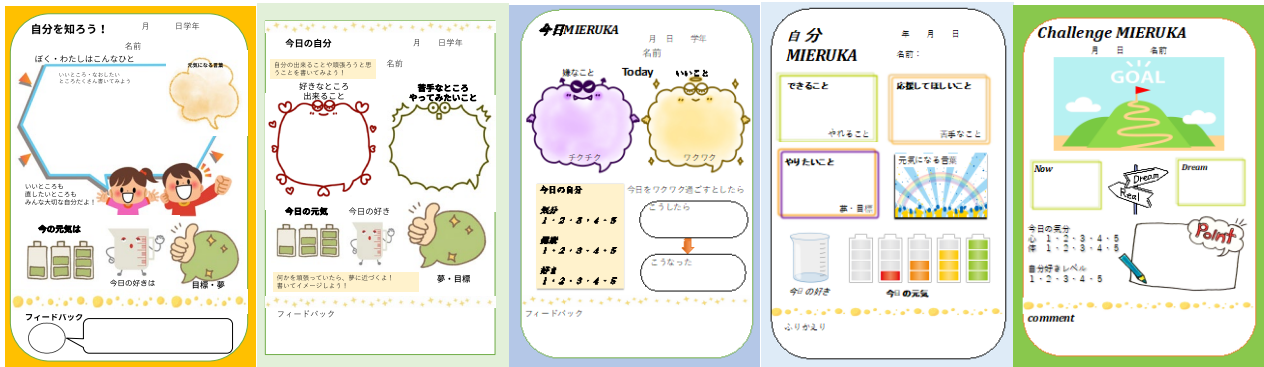 自分を知ろう！
月　日学年
名前
ぼく・わたしはこんなひと
いいところ・なおしたい
ところたくさん書いてみよう
元気になる言葉
いいところも
直したいところも
みんな大切な自分だよ！
今の元気は
今日の好きは
目標・夢
フィードバック
今日の自分
月　日学年
自分の出来ることや頑張ろうと思
うことを書いてみよう！
名前
好きなところ
出来ること
苦手なところ
やってみたいこと
今日の元気
今日の好き
夢・目標
何かを頑張っていたら、夢に近づくよ！
書いてイメージしよう！
フィードバック
今日MIERUKA
月　日　学年
名前
嫌なこと
Today
いいこと
チクチク
ワクワク
今日の自分
気分
1・2・3・4・5
健康
1・2・3・4・5
好き
1・2・3・4・5
今日をワクワク過ごすとしたら
こうしたら
こうなった
フィードバック
自分
MIERUKA
年　月　日
名前：
できること
やれること
応援してほしいこと
苦手なこと
やりたいこと
夢・目標
元気になる言葉
今日の好き
今日の元気
ふりかえり
Challenge MIERUKA
月　日　名前
GOAL
Now
Dream
Real
Dream
今日の気分
心　1・2・3・4・5
体　1・2・3・4・5
自分好きレベル
1・2・3・4・5
Point
comment